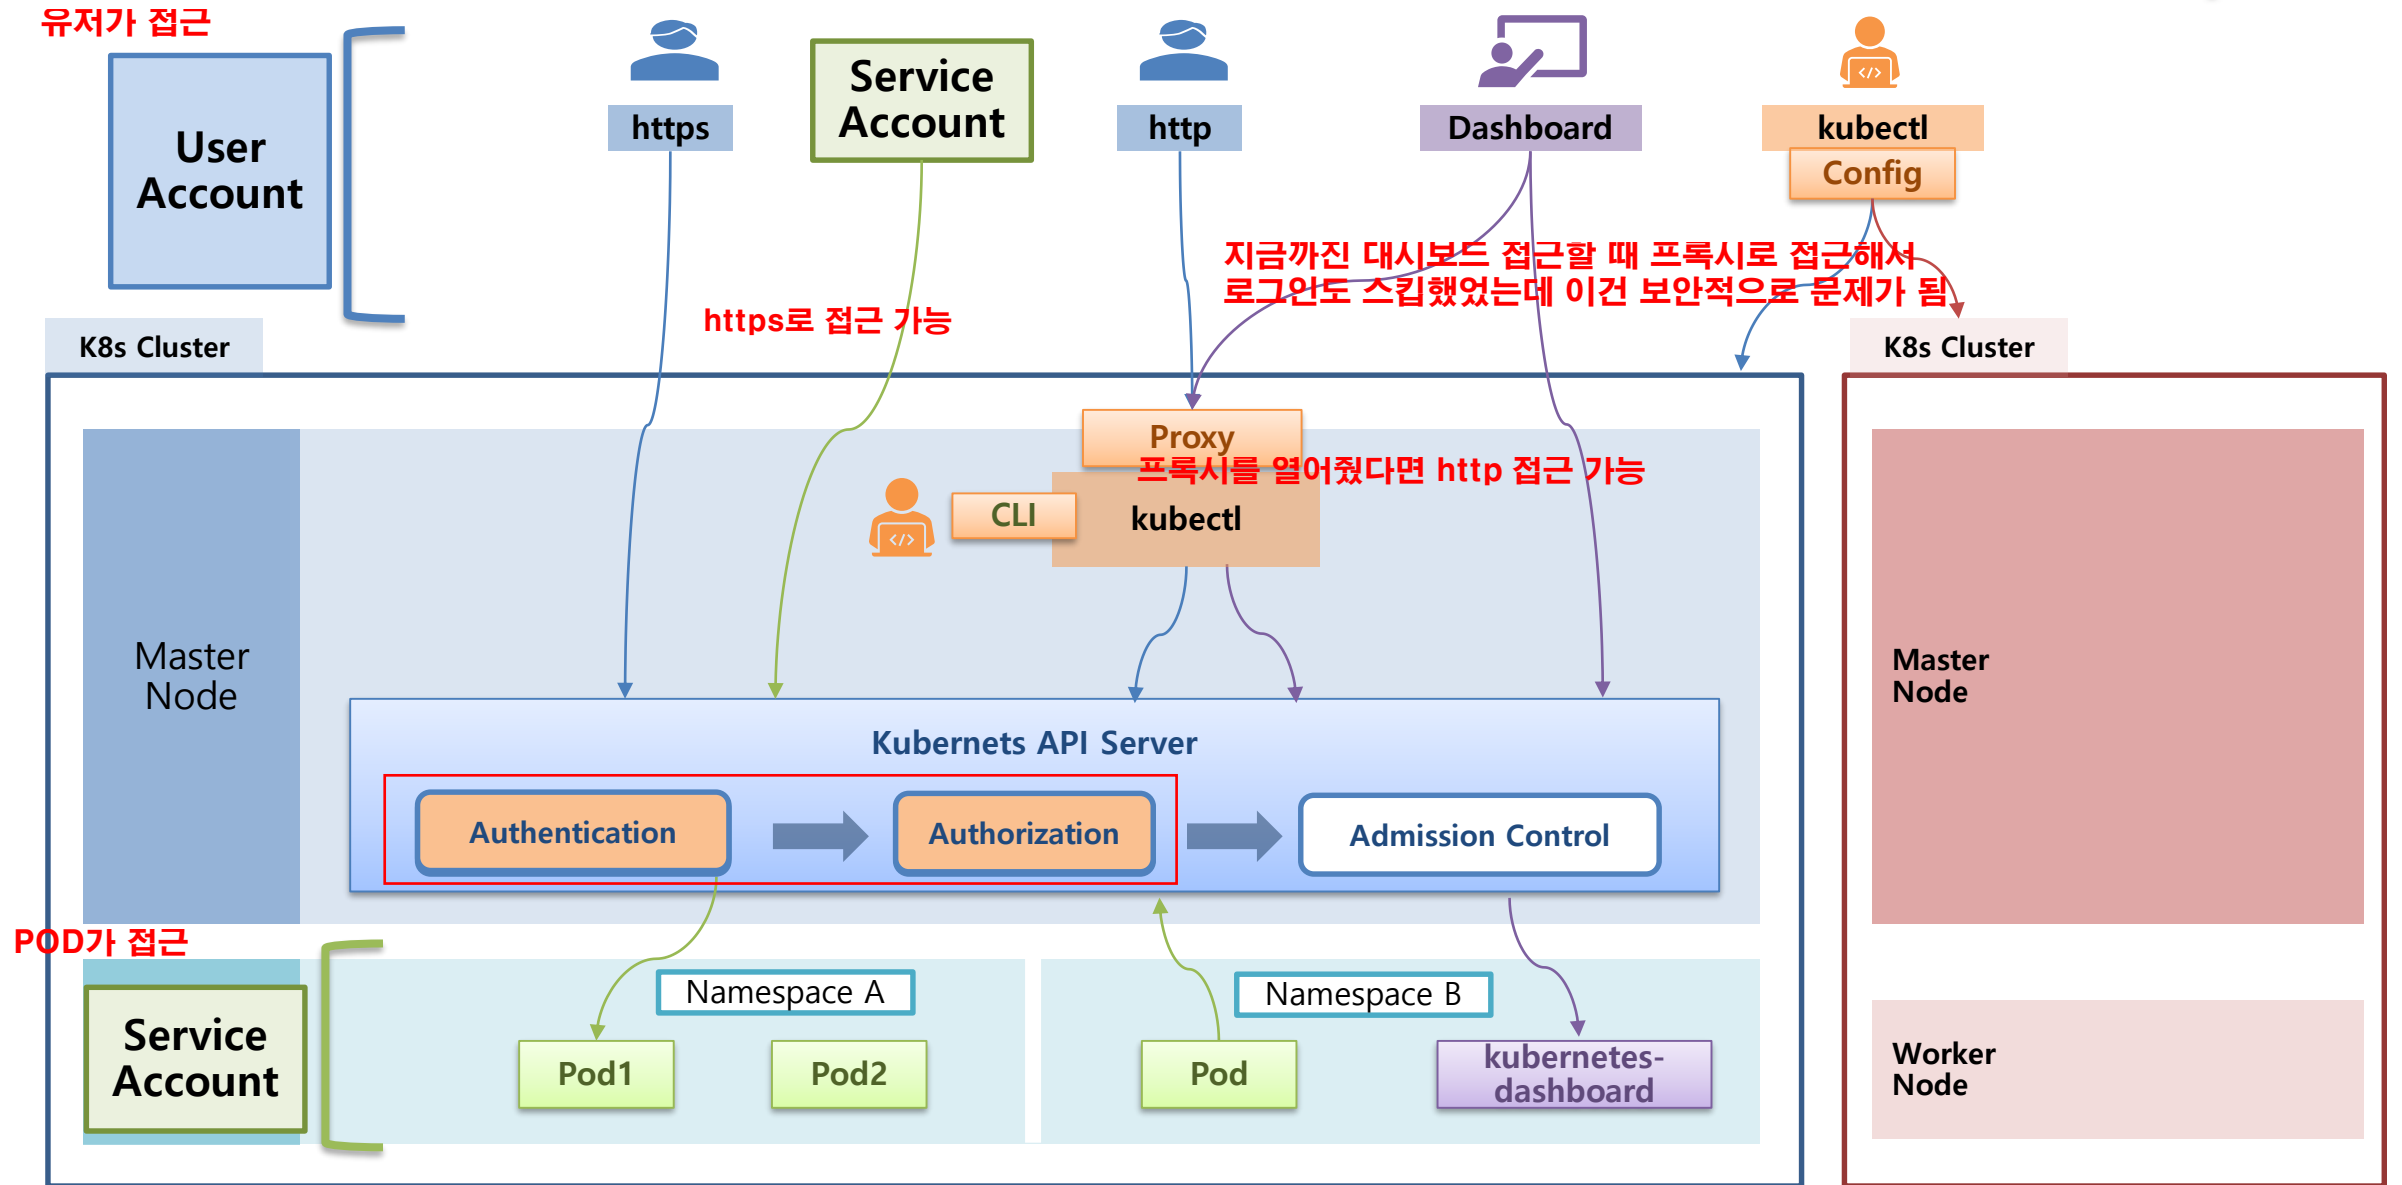 유저가 접근
User
Account
https
Service
Account
http
Dashboard
kubectl
Config
지금까진 대시보드 접근할 때 프록시로 접근해서
로그인도 스킵했었는데 이건 보안적으로 문제가 됨
https로 접근 가능
K8s Cluster
K8s Cluster
Proxy
프록시를 열어줬다면 http 접근 가능
CLI
kubectl
Master
Node
Master
Node
Kubernets API Server
Authentication
Authorization
Admission Control
POD가 접근
Service
Account
Namespace A
Namespace B
Pod1
Pod2
Pod
kubernetes-
dashboard
Worker
Node